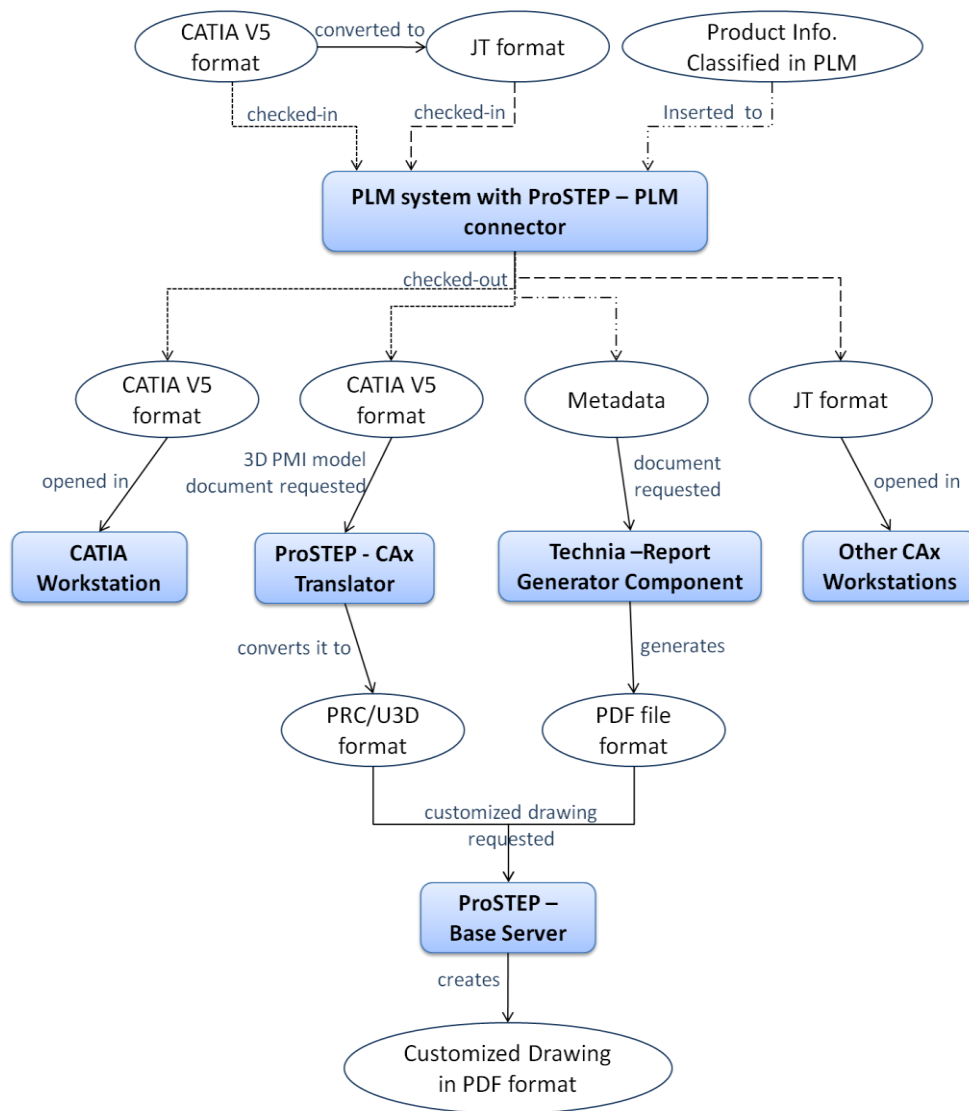 CATIA V5
format
converted to
JT format
Product Info.
Classified in PLM
checked-in
checked-in
Inserted to
PLM system with ProSTEP – PLM
connector
checked-out
CATIA V5
format
CATIA V5
format
Metadata
JT format
opened in
3D PMI model
document requested
document
requested
opened in
CATIA
Workstation
ProSTEP - CAx
Translator
Technia –Report
Generator Component
Other CAx
Workstations
converts it to
generates
PRC/U3D
format
PDF file
format
customized drawing
requested
ProSTEP –
Base Server
creates
Customized Drawing
in PDF format